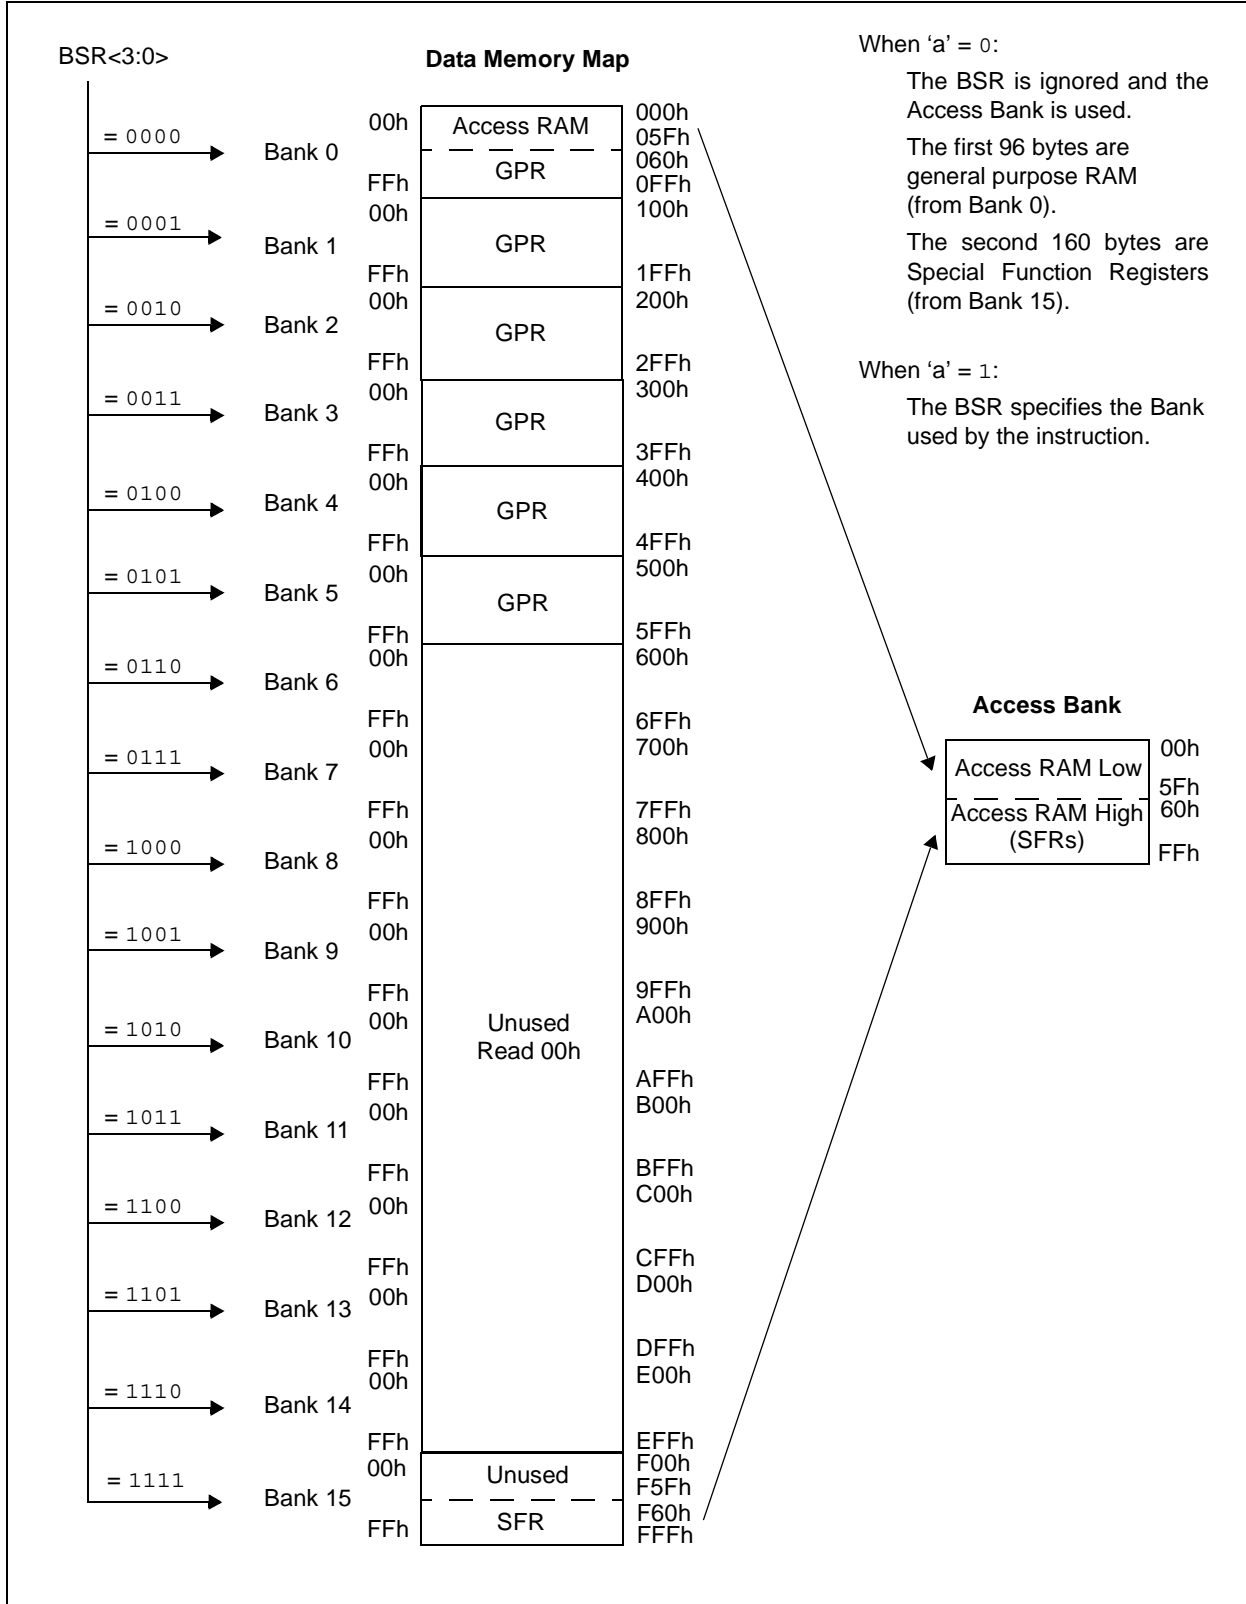 BSR<3:0>
Data Memory Map
When ‘a’ = 0:
The BSR is ignored and the
Access Bank is used.
The first 96 bytes are
general purpose RAM
(from Bank 0).
The second 160 bytes are
Special Function Registers
(from Bank 15).
When ‘a’ = 1:
The BSR specifies the Bank
used by the instruction.
= 0000
Bank 0
00h
Access RAM
000h
05Fh
060h
GPR
FFh
0FFh
= 0001
Bank 1
00h
100h
GPR
FFh
1FFh
= 0010
Bank 2
00h
200h
GPR
FFh
2FFh
= 0011
Bank 3
00h
300h
GPR
FFh
3FFh
= 0100
Bank 4
00h
400h
GPR
FFh
4FFh
= 0101
Bank 5
00h
500h
GPR
FFh
5FFh
= 0110
Bank 6
00h
600h
FFh
6FFh
= 0111
Bank 7
00h
700h
FFh
7FFh
= 1000
Bank 8
00h
800h
FFh
8FFh
= 1001
Bank 9
00h
900h
FFh
9FFh
= 1010
Bank 10
00h
A00h
Unused
Read 00h
FFh
AFFh
= 1011
Bank 11
00h
B00h
FFh
BFFh
= 1100
Bank 12
00h
C00h
FFh
CFFh
= 1101
Bank 13
00h
D00h
FFh
DFFh
= 1110
Bank 14
00h
E00h
FFh
EFFh
= 1111
Bank 15
00h
F00h
Unused
F5Fh
F60h
SFR
FFh
FFFh
Access Bank
Access RAM Low
00h
5Fh
Access RAM High
(SFRs)
60h
FFh